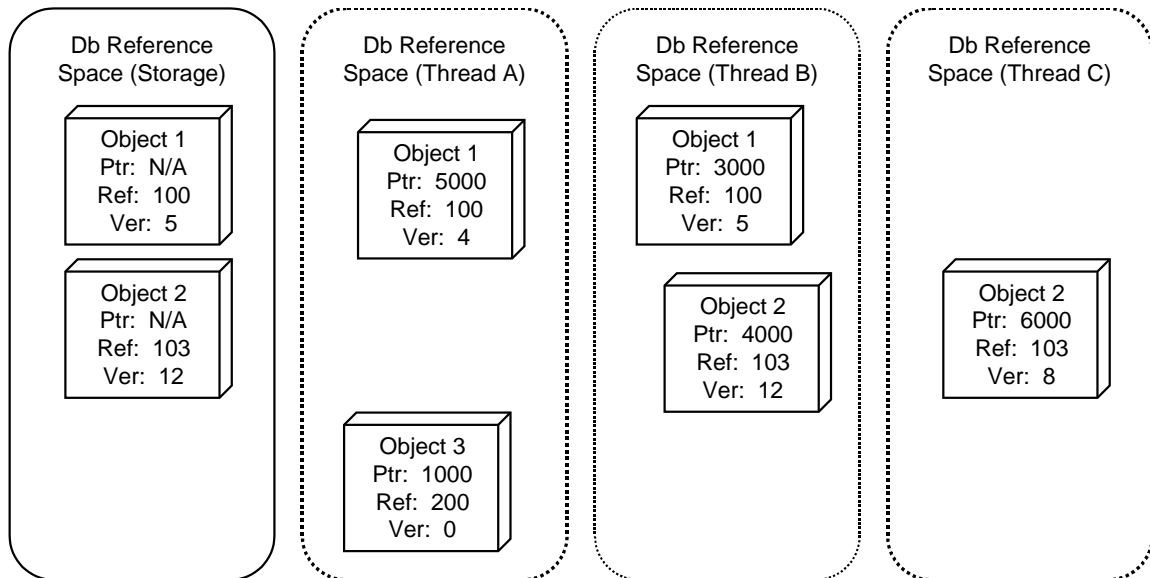 Db Reference
Space (Storage)
Object 1
Ptr: N/A
Ref: 100
Ver: 5
Object 2
Ptr: N/A
Ref: 103
Ver: 12
Db Reference
Space (Thread A)
Object 1
Ptr: 5000
Ref: 100
Ver: 4
Object 3
Ptr: 1000
Ref: 200
Ver: 0
Db Reference
Space (Thread B)
Object 1
Ptr: 3000
Ref: 100
Ver: 5
Object 2
Ptr: 4000
Ref: 103
Ver: 12
Db Reference
Space (Thread C)
Object 2
Ptr: 6000
Ref: 103
Ver: 8